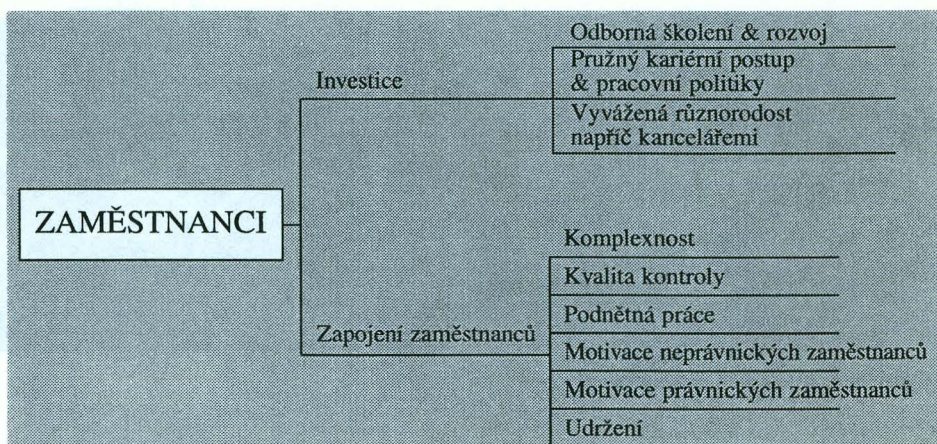 Odborná školení & rozvoj
Investice
Pružný kariérní postup
& pracovní politiky
Vyvážená různorodost
napříč kancelářemi
ZAMĚSTNANCI
Komplexnost
Kvalita kontroly
Podnětná práce
Zapojení zaměstnanců
Motivace neprávnických zaměstnanců
Motivace právnických zaměstnanců
Udržení